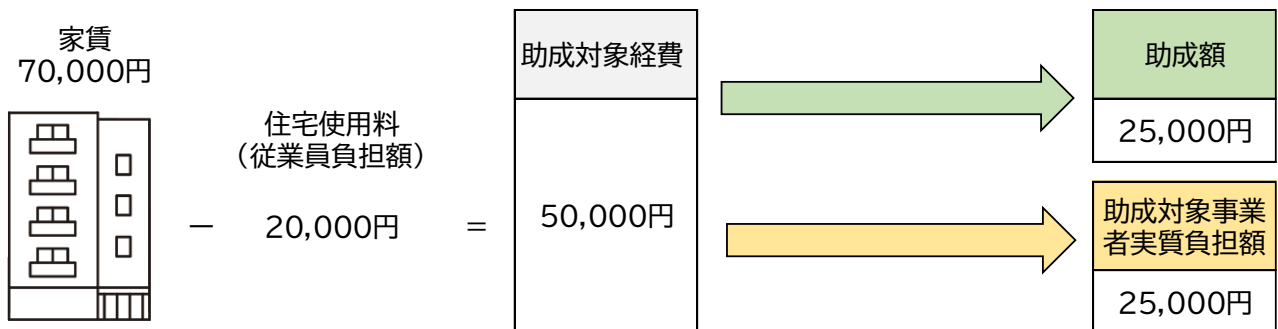 家賃
70,000円
住宅使用料
（従業員負担額）
－
20,000円
＝
助成対象経費
50,000円
助成額
25,000円
助成対象事業
者実質負担額
25,000円